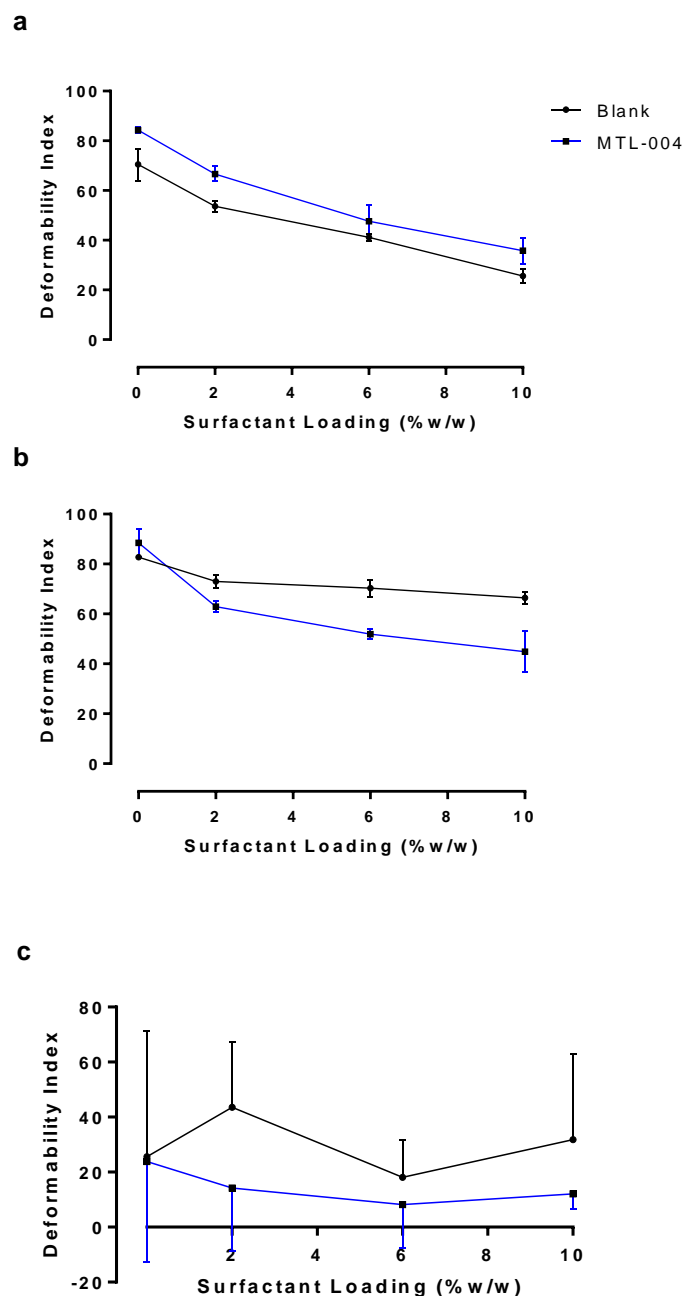 a
100
80
60
40
20
0
Deformability Index
0 2 4 6 8 10
Surfactant Loading (%w/w)
Blank
MTL-004
b
100
80
60
40
20
0
Deformability Index
0 2 4 6 8 10
Surfactant Loading (%w/w)
c
80
60
40
20
0
-20
Deformability Index
2 4 6 8 10
Surfactant Loading (%w/w)